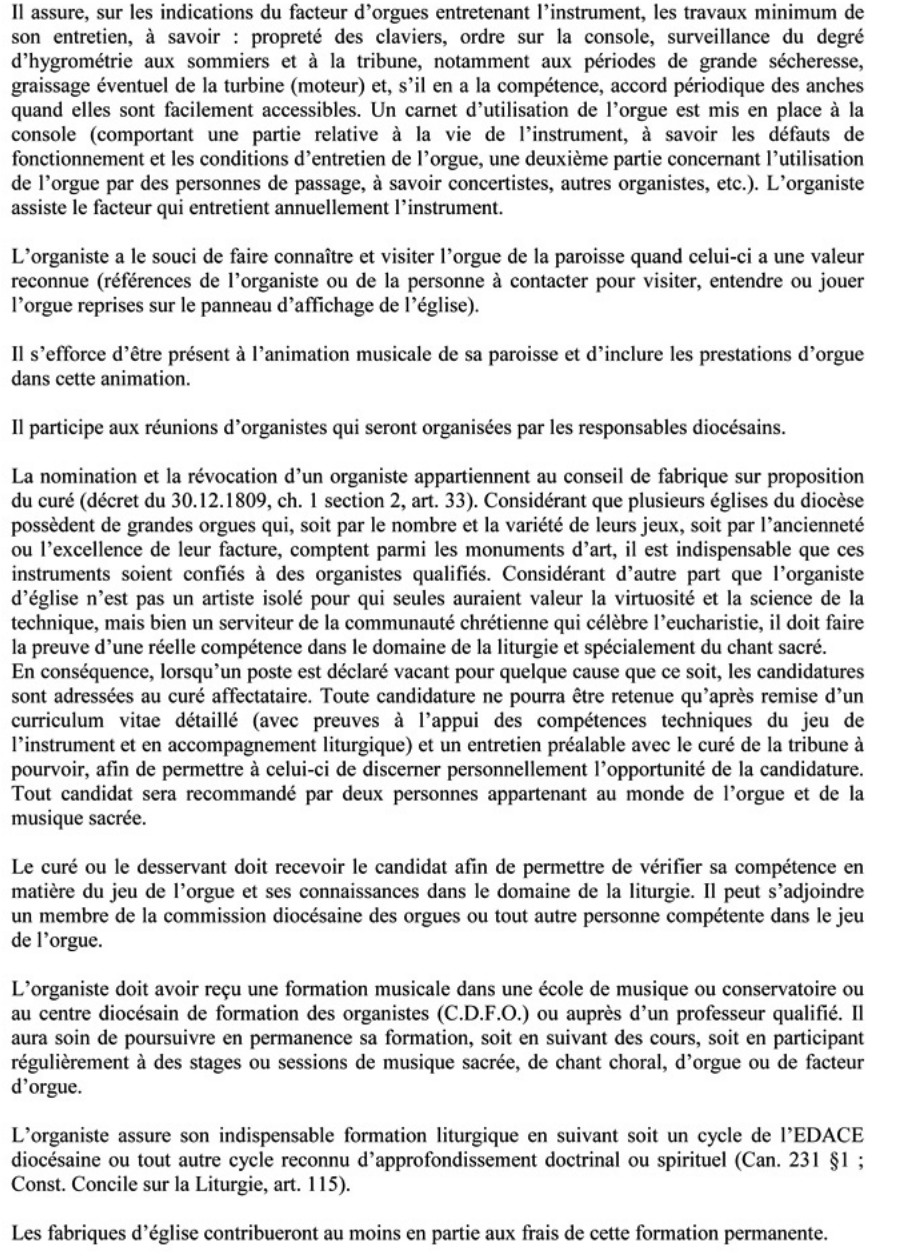 Il assure, sur les indications du facteur d’orgues entretenant l’instrument, les travaux minimum de
son entretien, à savoir : propreté des claviers, ordre sur la console, surveillance du degré
d’hygrométrie aux sommiers et à la tribune, notamment aux périodes de grande sécheresse,
graissage éventuel de la turbine (moteur) et, s’il en a la compétence, accord périodique des anches
quand elles sont facilement accessibles. Un carnet d’utilisation de l’orgue est mis en place à la
console (comportant une partie relative à la vie de l’instrument, à savoir les défauts de
fonctionnement et les conditions d’entretien de l’orgue, une deuxième partie concernant l’utilisation
de l’orgue par des personnes de passage, à savoir concertistes, autres organistes, etc.). L’organiste
assiste le facteur qui entretient annuellement l’instrument.

L’organiste a le souci de faire connaître et visiter l’orgue de la paroisse quand celui-ci a une valeur
reconnue (références de l’organiste ou de la personne à contacter pour visiter, entendre ou jouer
l’orgue reprises sur le panneau d’affichage de l’église).

Il s’efforce d’être présent à l’animation musicale de sa paroisse et d’inclure les prestations d’orgue
dans cette animation.

Il participe aux réunions d’organistes qui seront organisées par les responsables diocésains.

La nomination et la révocation d’un organiste appartiennent au conseil de fabrique sur proposition
du curé (décret du 30.12.1809, ch. 1 section 2, art. 33). Considérant que plusieurs églises du diocèse
possèdent de grandes orgues qui, soit par le nombre et la variété de leurs jeux, soit par l’ancienneté
ou l’excellence de leur facture, comptent parmi les monuments d’art, il est indispensable que ces
instruments soient confiés à des organistes qualifiés. Considérant d’autre part que l’organiste
d’église n’est pas un artiste isolé pour qui seules auraient valeur la virtuosité et la science de la
technique, mais bien un serviteur de la communauté chrétienne qui célèbre l’eucharistie, il doit faire
la preuve d’une réelle compétence dans le domaine de la liturgie et spécialement du chant sacré.
En conséquence, lorsqu’un poste est déclaré vacant pour quelque cause que ce soit, les candidatures
sont adressées au curé affectataire. Toute candidature ne pourra être retenue qu’après remise d’un
curriculum vitae détaillé (avec preuves à l’appui des compétences techniques du jeu de
l’instrument et en accompagnement liturgique) et un entretien préalable avec le curé de la tribune à
pourvoir, afin de permettre à celui-ci de discerner personnellement l’opportunité de la candidature.
Tout candidat sera recommandé par deux personnes appartenant au monde de l’orgue et de la
musique sacrée.

Le curé ou le desservant doit recevoir le candidat afin de permettre de vérifier sa compétence en
matière du jeu de l’orgue et ses connaissances dans le domaine de la liturgie. Il peut s’adjoindre
un membre de la commission diocésaine des orgues ou tout autre personne compétente dans le jeu
de l’orgue.

L’organiste doit avoir reçu une formation musicale dans une école de musique ou conservatoire ou
au centre diocésain de formation des organistes (C.D.F.O.) ou auprès d’un professeur qualifié. Il
aura soin de poursuivre en permanence sa formation, soit en suivant des cours, soit en participant
régulièrement à des stages ou sessions de musique sacrée, de chant choral, d’orgue ou de facteur
d’orgue.

L’organiste assure son indispensable formation liturgique en suivant soit un cycle de l’EDACE
diocésaine ou tout autre cycle reconnu d’approfondissement doctrinal ou spirituel (Can. 231 §1 ;
Const. Concile sur la Liturgie, art. 115).

Les fabriques d’église contribueront au moins en partie aux frais de cette formation permanente.